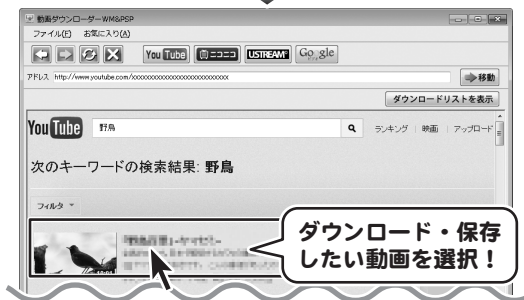 動画ダウンローダーWM&PSP
ファイル(F) お気に入り(A)
You Tube ニコニコ USTREAM Google
アドレス http://www.youtube.com/xxxxxxxxxxxxxxxxxxxxxxxxxxx 移動
ダウンロードリストを表示
You Tube 野鳥 ランキング 映画 アップロード
次のキーワードの検索結果: 野鳥
フィルタ
ダウンロード・保存
したい動画を選択！